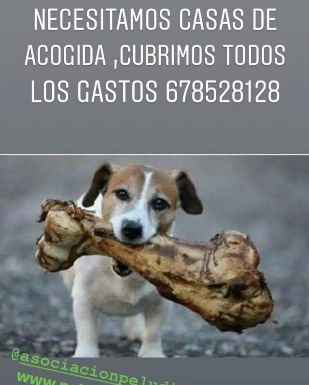 NECESITAMOS CASAS DE
ACOGIDA ,CUBRIMOS TODOS
LOS GASTOS 678528128